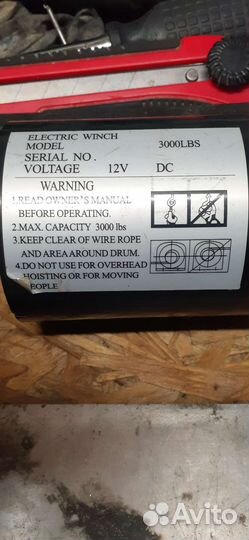 ELECTRIC WINCH
MODEL 3000LBS
SERIAL NO.
VOLTAGE 12V DC
WARNING
1.READ OWNER'S MANUAL
BEFORE OPERATING.
2.MAX. CAPACITY 3000 lbs
3.KEEP CLEAR OF WIRE ROPE
AND AREA AROUND DRUM.
4.DO NOT USE FOR OVERHEAD
HOISTING OR FOR MOVING
PEOPLE
Avito